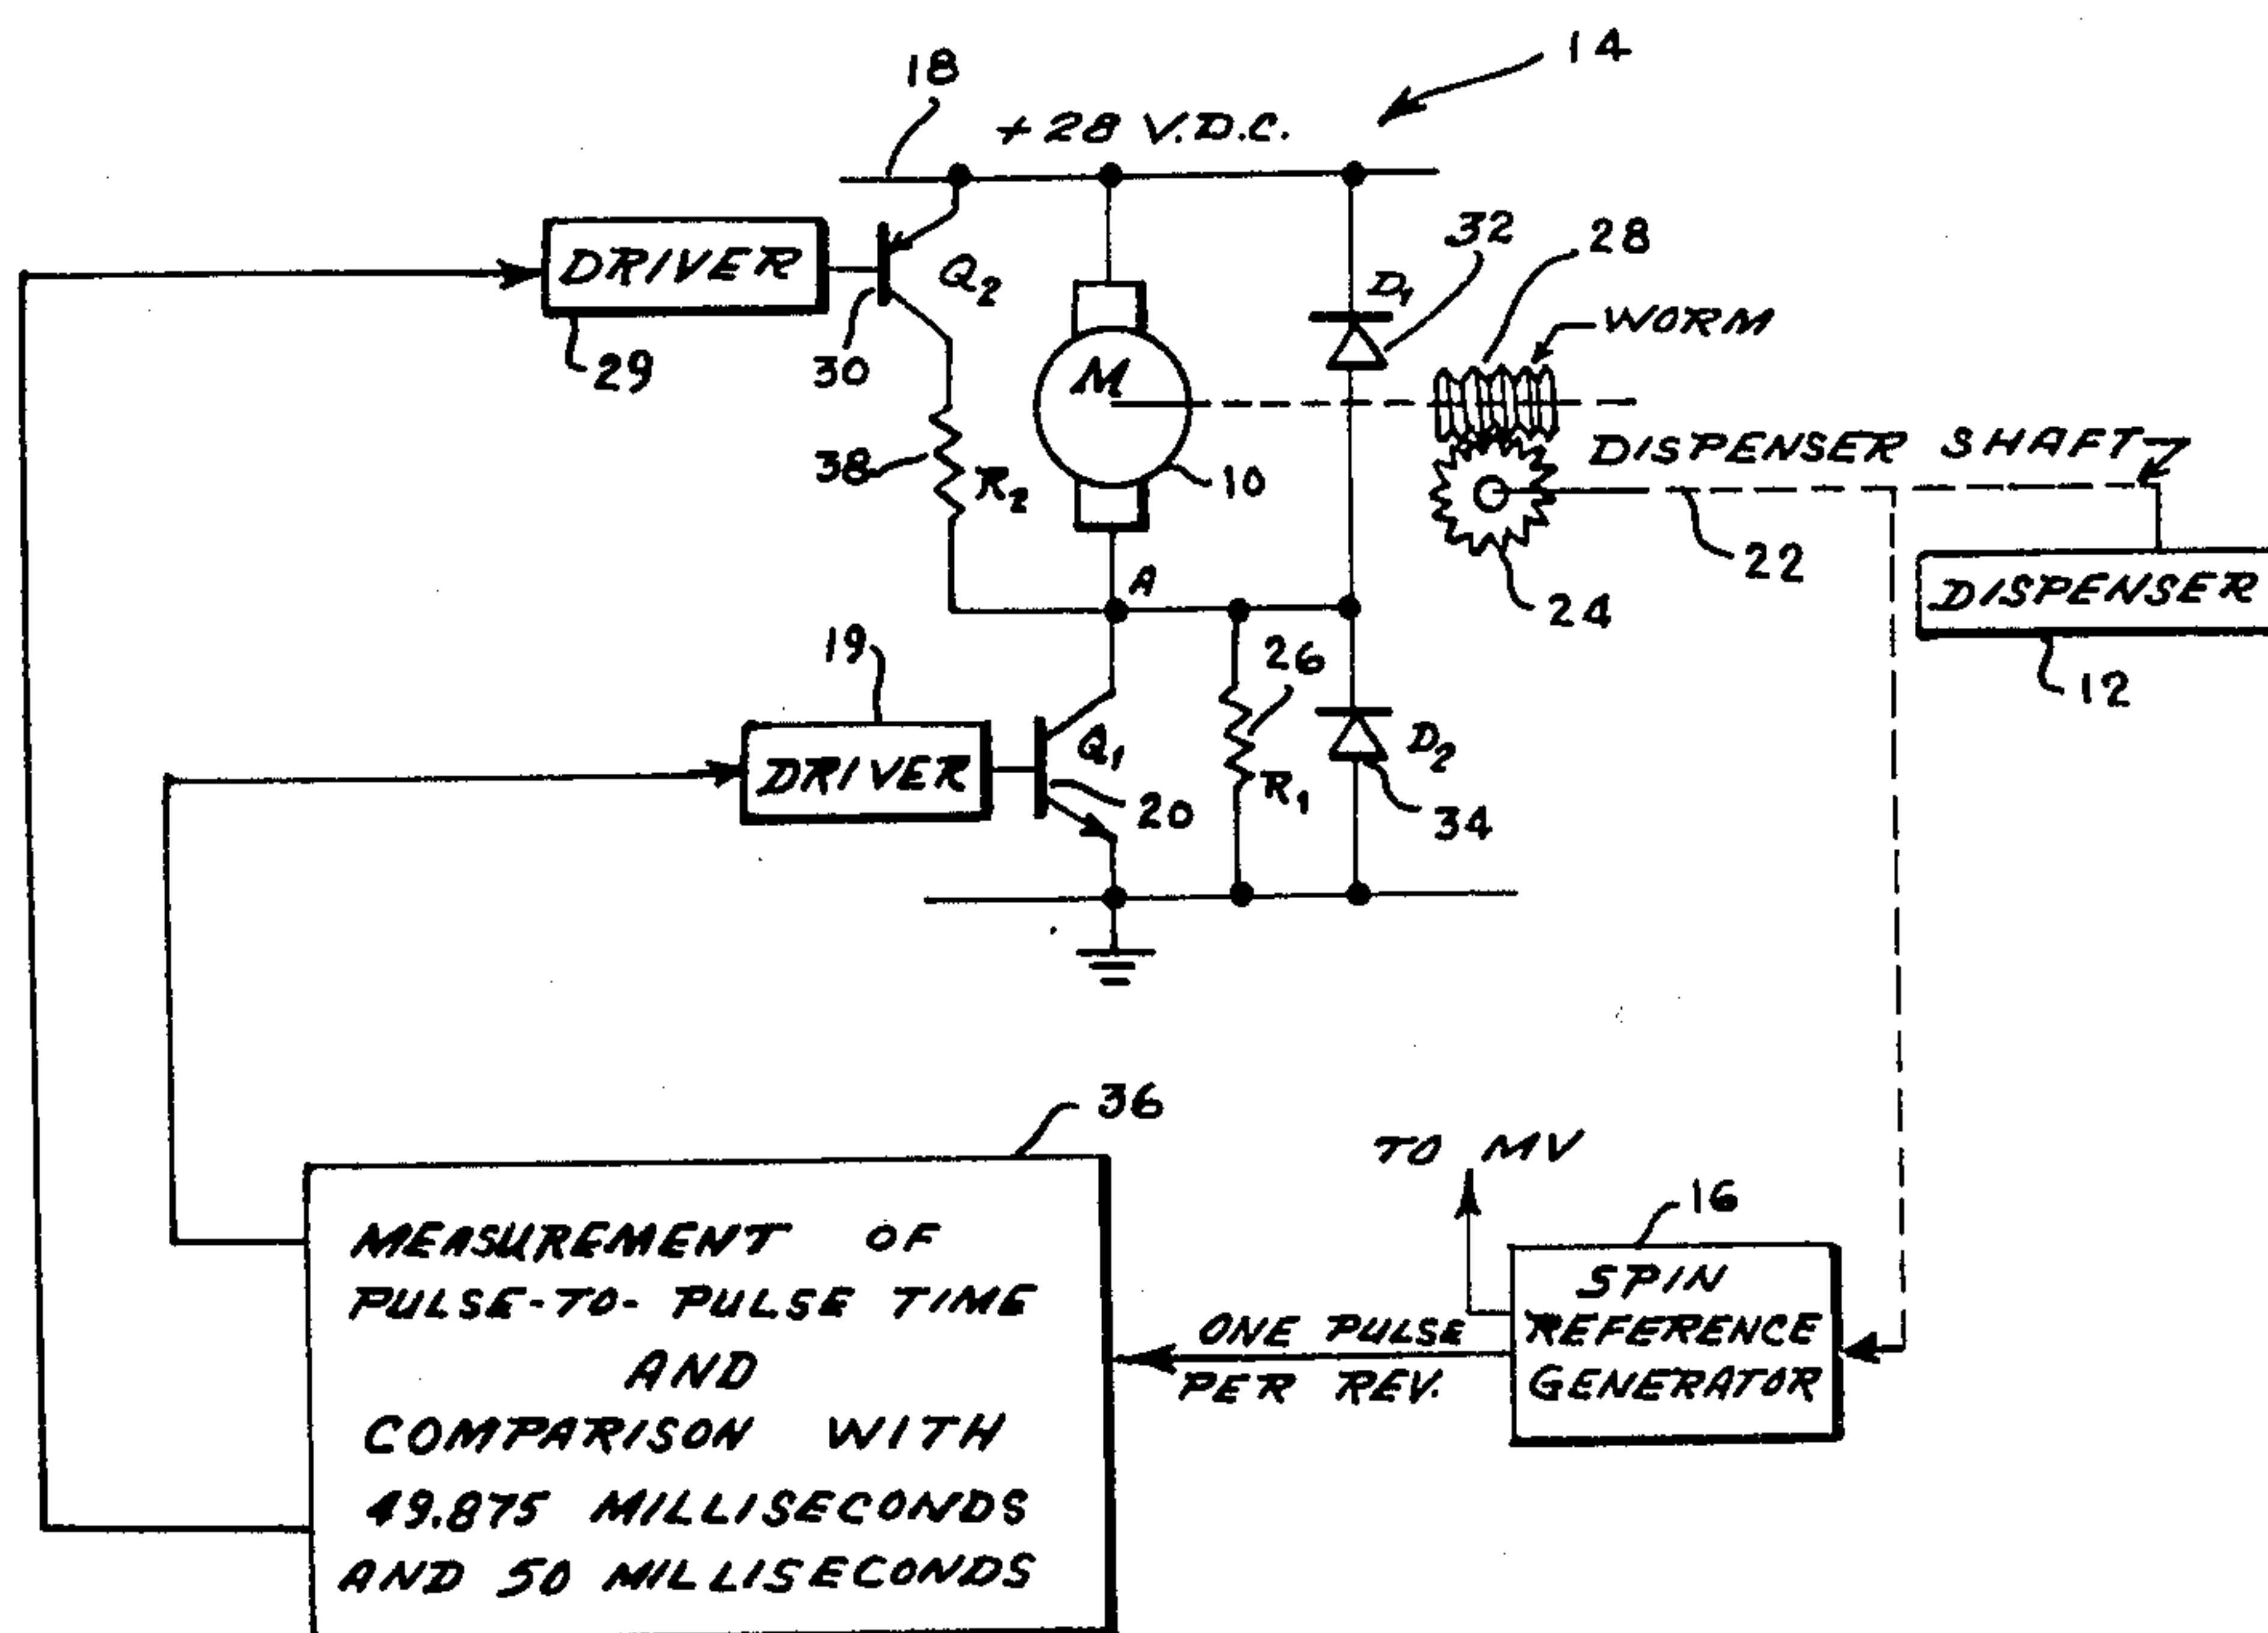 14
18
+28 V.D.C.
32
28
DRIVER
Q2
D1
WORM
29
30
M
38
R2
10
DISPENSER SHAFT
22
A
24
DISPENSER
12
19
26
DRIVER
Q1
D2
20
R1
34
36
TO MV
16
MEASUREMENT OF
PULSE-TO-PULSE TIME
AND
COMPARISON WITH
49.875 MILLISECONDS
AND 50 MILLISECONDS
ONE PULSE
PER REV.
SPIN
REFERENCE
GENERATOR